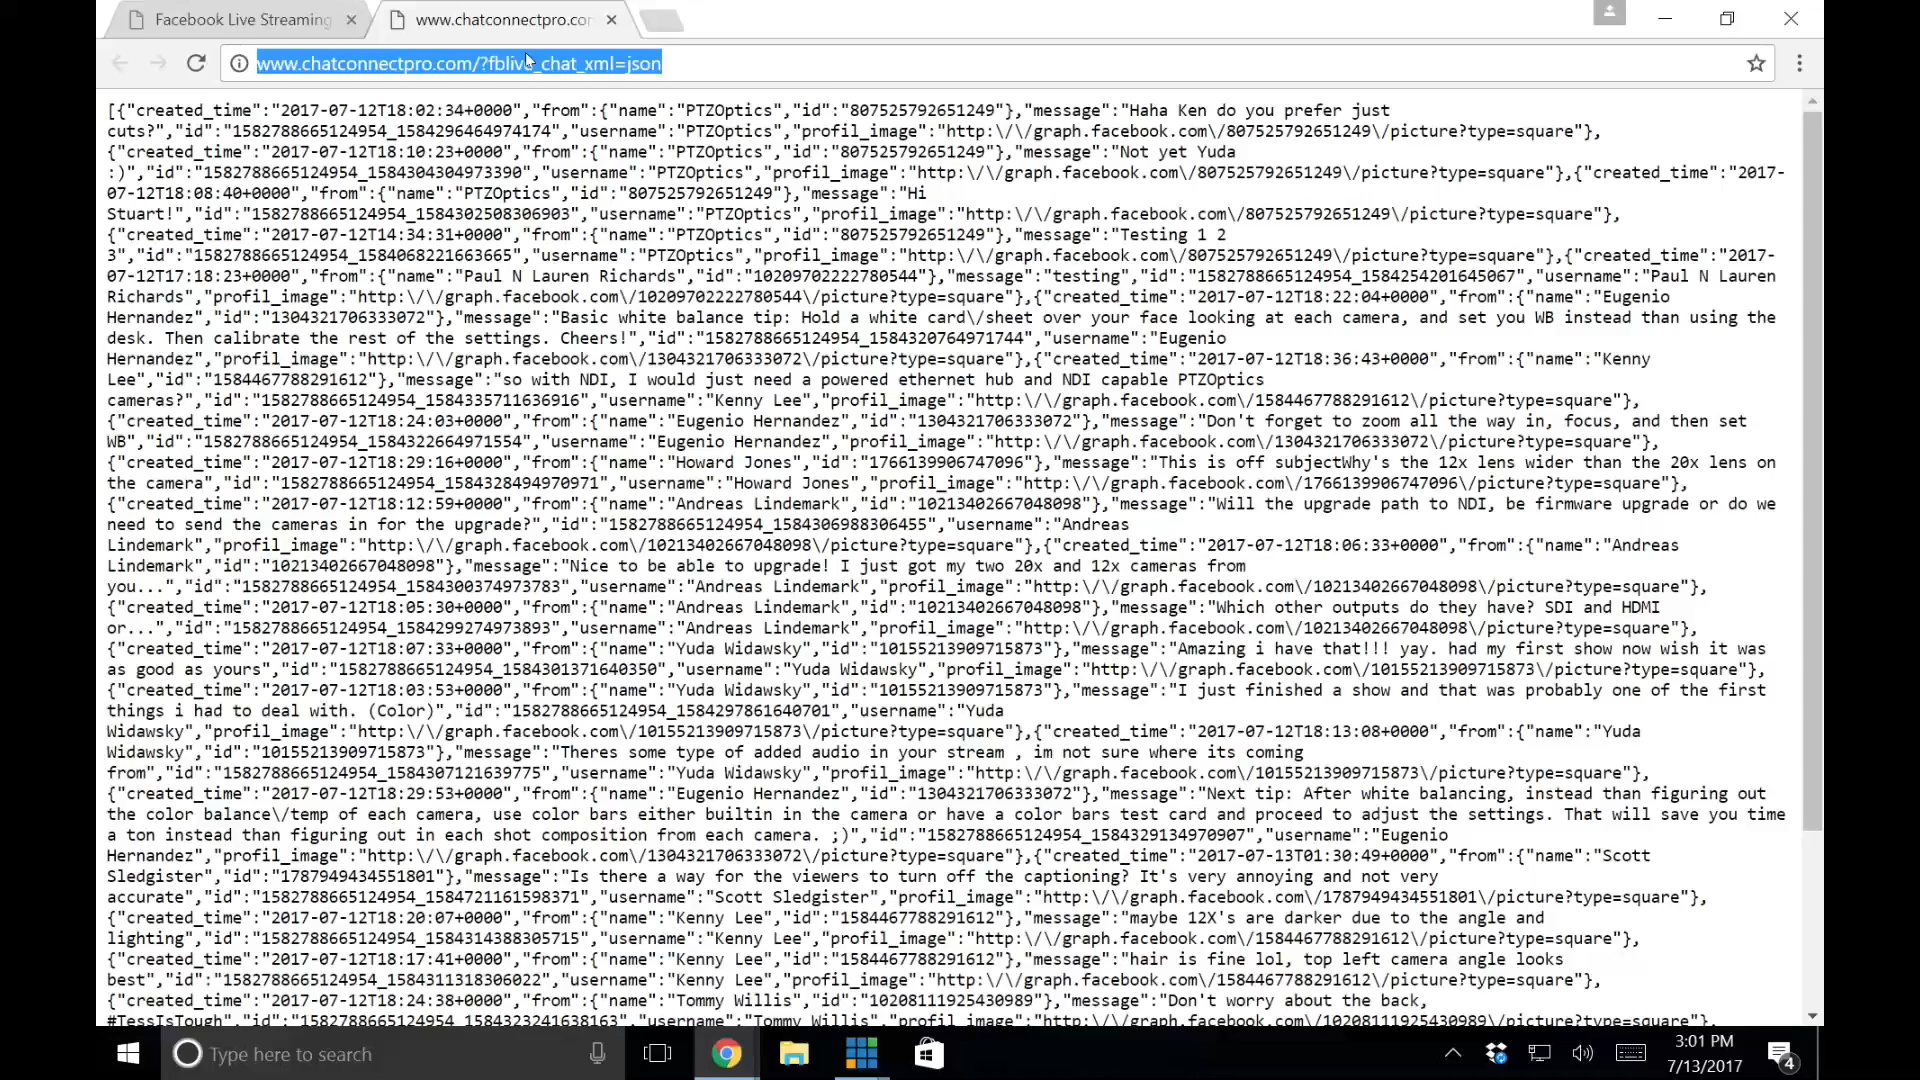 Facebook Live Streaming
www.chatconnectpro.co
www.chatconnectpro.com/?fblive_chat_xml=json
[{"created_time":"2017-07-12T18:02:34+0000","from":{"name":"PTZOptics","id":"807525792651249"},"message":"Haha Ken do you prefer just
cuts?","id":"1582788665124954_1584296464974174","username":"PTZOptics","profil_image":"http:\/\/graph.facebook.com\/807525792651249\/picture?type=square"},
{"created_time":"2017-07-12T18:10:23+0000","from":{"name":"PTZOptics","id":"807525792651249"},"message":"Not yet Yuda
:)","id":"1582788665124954_1584304304973390","username":"PTZOptics","profil_image":"http:\/\/graph.facebook.com\/807525792651249\/picture?type=square"},{"created_time":"2017-
07-12T18:08:40+0000","from":{"name":"PTZOptics","id":"807525792651249"},"message":"Hi
Stuart!","id":"1582788665124954_1584302508306903","username":"PTZOptics","profil_image":"http:\/\/graph.facebook.com\/807525792651249\/picture?type=square"},
{"created_time":"2017-07-12T14:34:31+0000","from":{"name":"PTZOptics","id":"807525792651249"},"message":"Testing 1 2
3","id":"1582788665124954_1584068221663665","username":"PTZOptics","profil_image":"http:\/\/graph.facebook.com\/807525792651249\/picture?type=square"},{"created_time":"2017-
07-12T17:18:23+0000","from":{"name":"Paul N Lauren Richards","id":"10209702222780544"},"message":"testing","id":"1582788665124954_1584254201645067","username":"Paul N Lauren
Richards","profil_image":"http:\/\/graph.facebook.com\/10209702222780544\/picture?type=square"},{"created_time":"2017-07-12T18:22:04+0000","from":{"name":"Eugenio
Hernandez","id":"1304321706333072"},"message":"Basic white balance tip: Hold a white card\/sheet over your face looking at each camera, and set you WB instead than using the
desk. Then calibrate the rest of the settings. Cheers!","id":"1582788665124954_1584320764971744","username":"Eugenio
Hernandez","profil_image":"http:\/\/graph.facebook.com\/1304321706333072\/picture?type=square"},{"created_time":"2017-07-12T18:36:43+0000","from":{"name":"Kenny
Lee","id":"1584467788291612"},"message":"so with NDI, I would just need a powered ethernet hub and NDI capable PTZOptics
cameras?","id":"1582788665124954_1584335711636916","username":"Kenny Lee","profil_image":"http:\/\/graph.facebook.com\/1584467788291612\/picture?type=square"},
{"created_time":"2017-07-12T18:24:03+0000","from":{"name":"Eugenio Hernandez","id":"1304321706333072"},"message":"Don't forget to zoom all the way in, focus, and then set
WB","id":"1582788665124954_1584322664971554","username":"Eugenio Hernandez","profil_image":"http:\/\/graph.facebook.com\/1304321706333072\/picture?type=square"},
{"created_time":"2017-07-12T18:29:16+0000","from":{"name":"Howard Jones","id":"1766139906747096"},"message":"This is off subjectWhy's the 12x lens wider than the 20x lens on
the camera","id":"1582788665124954_1584328494970971","username":"Howard Jones","profil_image":"http:\/\/graph.facebook.com\/1766139906747096\/picture?type=square"},
{"created_time":"2017-07-12T18:12:59+0000","from":{"name":"Andreas Lindemark","id":"10213402667048098"},"message":"Will the upgrade path to NDI, be firmware upgrade or do we
need to send the cameras in for the upgrade?","id":"1582788665124954_1584306988306455","username":"Andreas
Lindemark","profil_image":"http:\/\/graph.facebook.com\/10213402667048098\/picture?type=square"},{"created_time":"2017-07-12T18:06:33+0000","from":{"name":"Andreas
Lindemark","id":"10213402667048098"},"message":"Nice to be able to upgrade! I just got my two 20x and 12x cameras from
you...","id":"1582788665124954_1584300374973783","username":"Andreas Lindemark","profil_image":"http:\/\/graph.facebook.com\/10213402667048098\/picture?type=square"},
{"created_time":"2017-07-12T18:05:30+0000","from":{"name":"Andreas Lindemark","id":"10213402667048098"},"message":"Which other outputs do they have? SDI and HDMI
or...","id":"1582788665124954_1584299274973893","username":"Andreas Lindemark","profil_image":"http:\/\/graph.facebook.com\/10213402667048098\/picture?type=square"},
{"created_time":"2017-07-12T18:07:33+0000","from":{"name":"Yuda Widawsky","id":"10155213909715873"},"message":"Amazing i have that!!! yay. had my first show now wish it was
as good as yours","id":"1582788665124954_1584301371640350","username":"Yuda Widawsky","profil_image":"http:\/\/graph.facebook.com\/10155213909715873\/picture?type=square"},
{"created_time":"2017-07-12T18:03:53+0000","from":{"name":"Yuda Widawsky","id":"10155213909715873"},"message":"I just finished a show and that was probably one of the first
things i had to deal with. (Color)","id":"1582788665124954_1584297861640701","username":"Yuda
Widawsky","profil_image":"http:\/\/graph.facebook.com\/10155213909715873\/picture?type=square"},{"created_time":"2017-07-12T18:13:08+0000","from":{"name":"Yuda
Widawsky","id":"10155213909715873"},"message":"Theres some type of added audio in your stream , im not sure where its coming
from","id":"1582788665124954_1584307121639775","username":"Yuda Widawsky","profil_image":"http:\/\/graph.facebook.com\/10155213909715873\/picture?type=square"},
{"created_time":"2017-07-12T18:29:53+0000","from":{"name":"Eugenio Hernandez","id":"1304321706333072"},"message":"Next tip: After white balancing, instead than figuring out
the color balance\/temp of each camera, use color bars either builtin in the camera or have a color bars test card and proceed to adjust the settings. That will save you time
a ton instead than figuring out in each shot composition from each camera. ;)","id":"1582788665124954_1584329134970907","username":"Eugenio
Hernandez","profil_image":"http:\/\/graph.facebook.com\/1304321706333072\/picture?type=square"},{"created_time":"2017-07-13T01:30:49+0000","from":{"name":"Scott
Sledgister","id":"1787949434551801"},"message":"Is there a way for the viewers to turn off the captioning? It's very annoying and not very
accurate","id":"1582788665124954_1584721161598371","username":"Scott Sledgister","profil_image":"http:\/\/graph.facebook.com\/1787949434551801\/picture?type=square"},
{"created_time":"2017-07-12T18:20:07+0000","from":{"name":"Kenny Lee","id":"1584467788291612"},"message":"maybe 12X's are darker due to the angle and
lighting","id":"1582788665124954_1584314388305715","username":"Kenny Lee","profil_image":"http:\/\/graph.facebook.com\/1584467788291612\/picture?type=square"},
{"created_time":"2017-07-12T18:17:41+0000","from":{"name":"Kenny Lee","id":"1584467788291612"},"message":"hair is fine lol, top left camera angle looks
best","id":"1582788665124954_1584311318306022","username":"Kenny Lee","profil_image":"http:\/\/graph.facebook.com\/1584467788291612\/picture?type=square"},
{"created_time":"2017-07-12T18:24:38+0000","from":{"name":"Tommy Willis","id":"10208111925430989"},"message":"Don't worry about the back,
#TessIsTough","id":"1582788665124954_1584323241638163","username":"Tommy Willis","profil_image":"http:\/\/graph.facebook.com\/10208111925430989\/picture?type=square"},
Type here to search
3:01 PM
7/13/2017
4